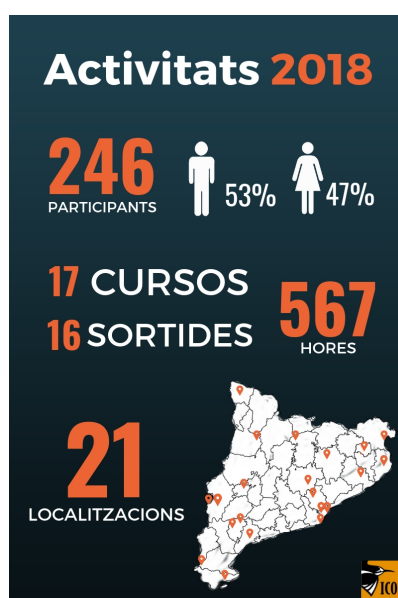 Activitats 2018
246
PARTICIPANTS
53%
47%
17 CURSOS
16 SORTIDES
567
HORES
21
LOCALITZACIONS
ICO